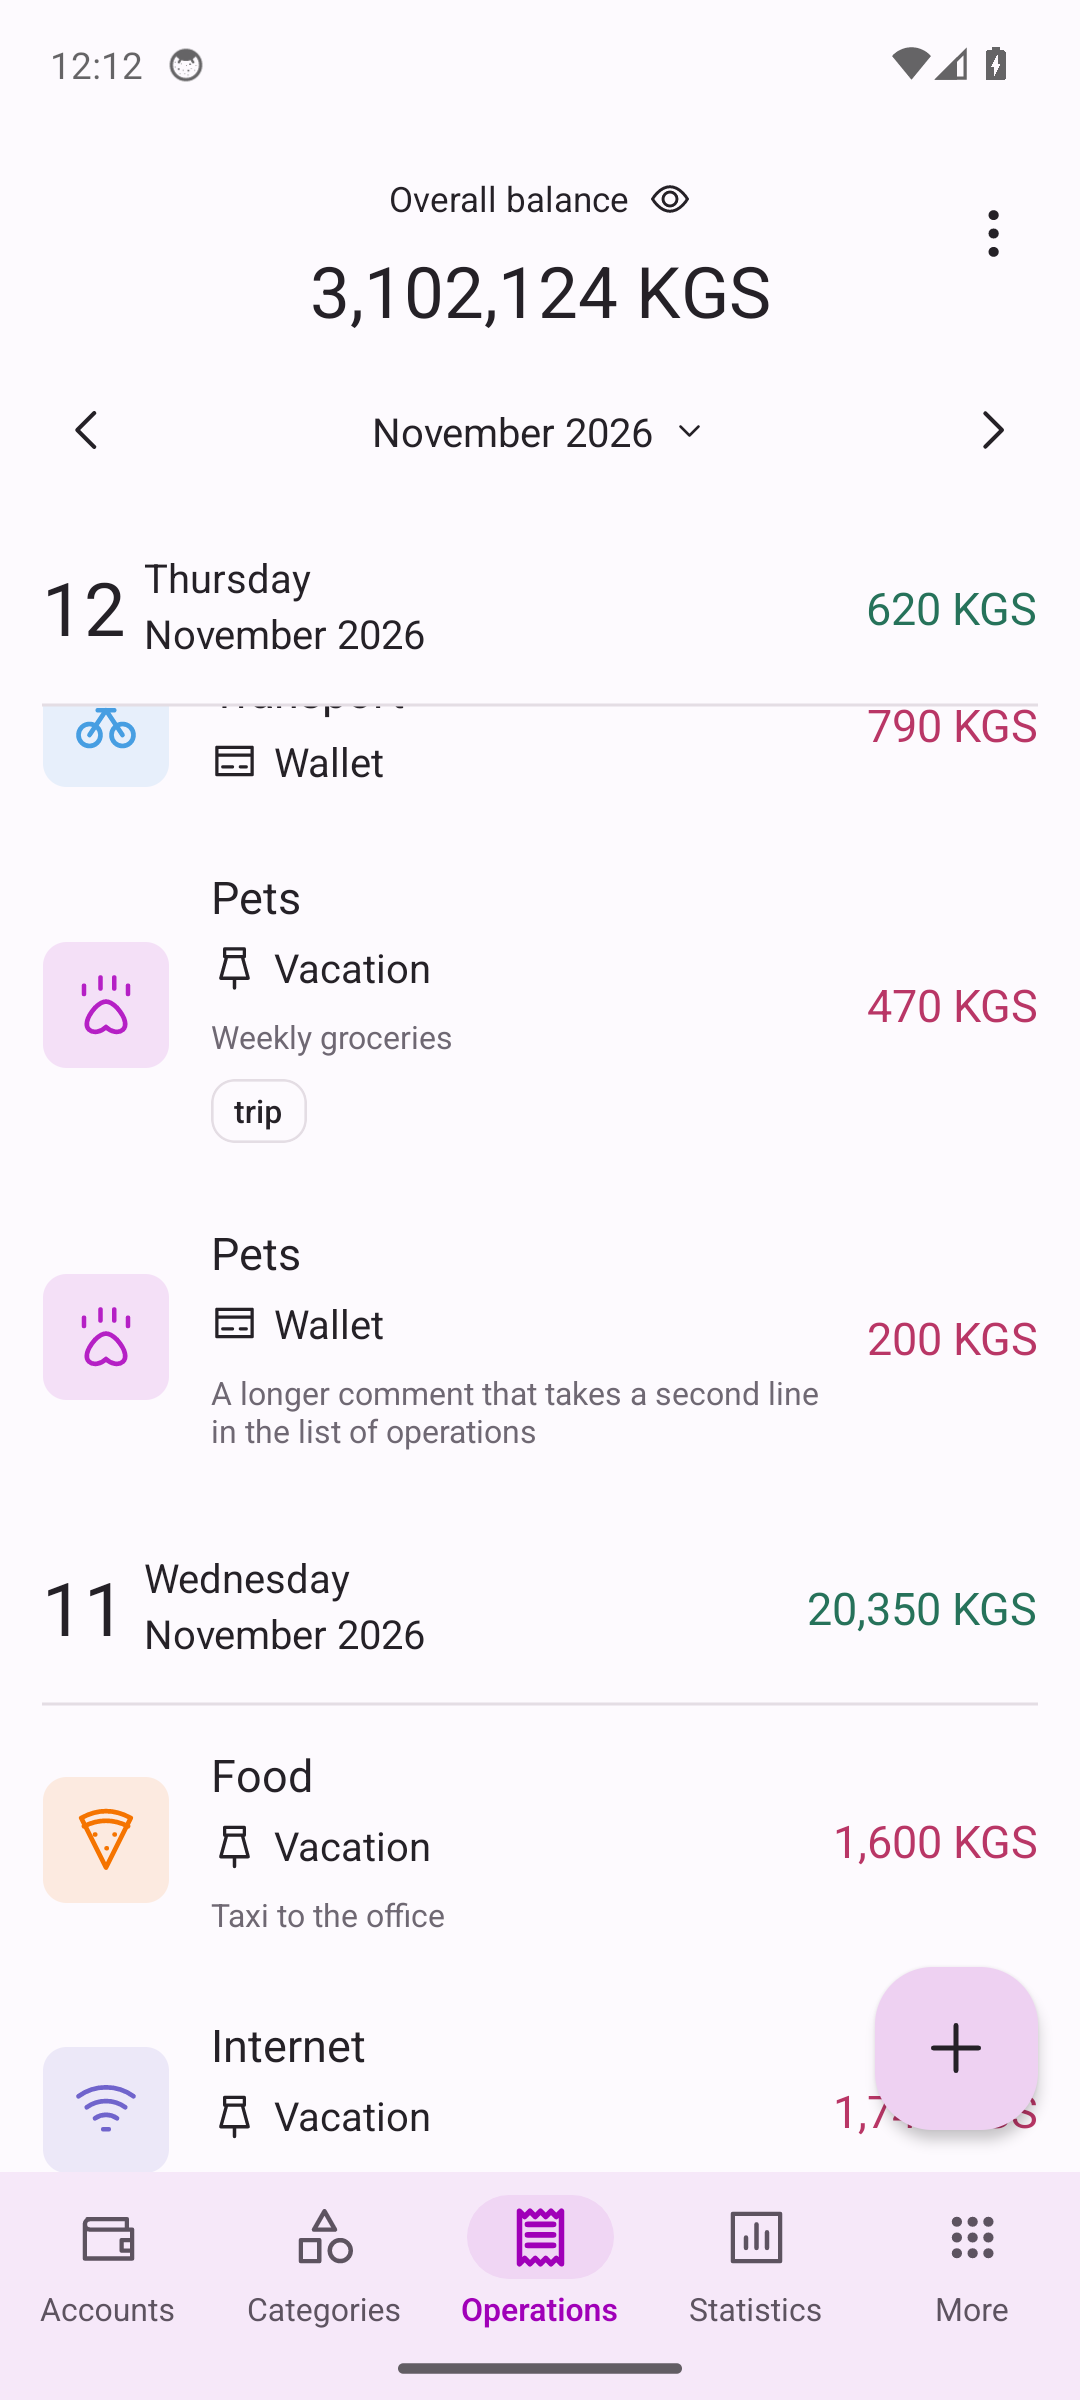 12:12
Overall balance
3,102,124 KGS
November 2026
12
Thursday
November 2026
620 KGS
790 KGS
Wallet
Pets
Vacation
470 KGS
Weekly groceries
trip
Pets
Wallet
200 KGS
A longer comment that takes a second line
in the list of operations
11
Wednesday
November 2026
20,350 KGS
Food
Vacation
1,600 KGS
Taxi to the office
Internet
Vacation
Accounts
Categories
Operations
Statistics
More